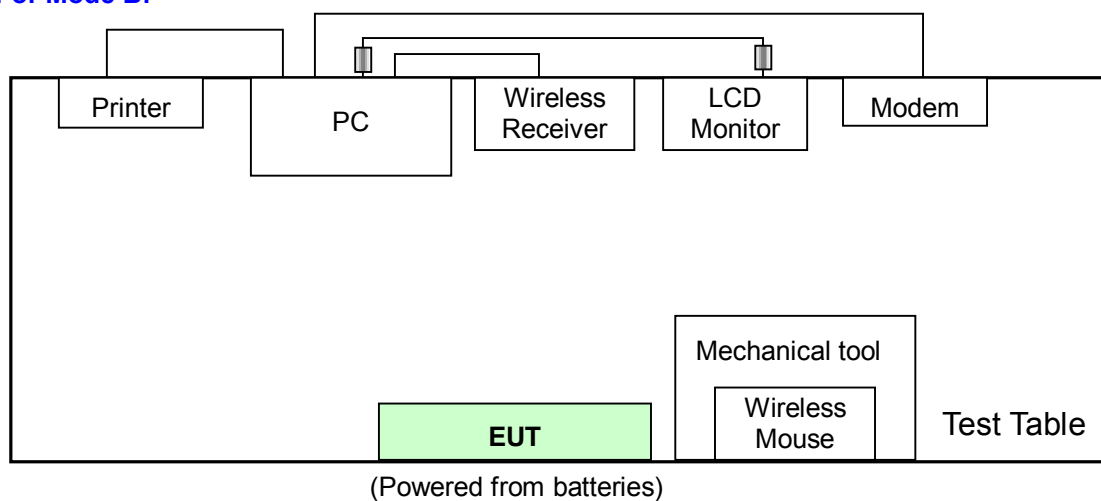 Printer
PC
Wireless
Receiver
LCD
Monitor
Modem
Mechanical tool
Wireless
Mouse
EUT
Test Table
(Powered from batteries)